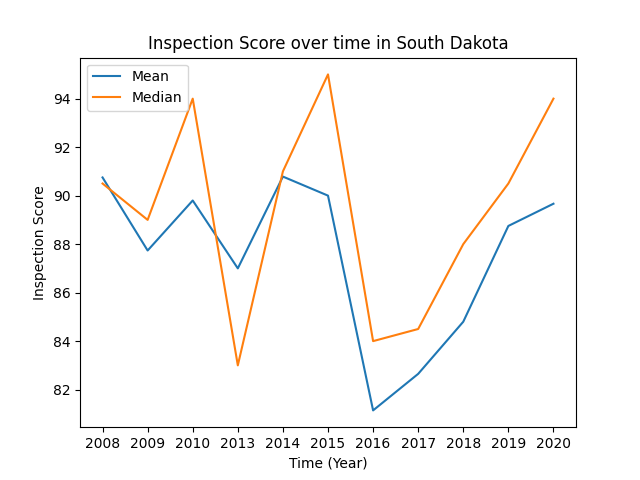 Inspection Score over time in South Dakota
Mean
Median
94
92
90
88
86
84
82
Inspection Score
2008 2009 2010 2013 2014 2015 2016 2017 2018 2019 2020
Time (Year)